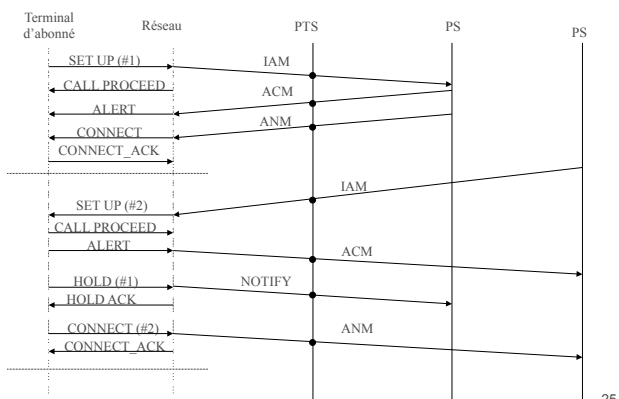 Terminal
d'abonné
Réseau
PTS
PS
PS
SET UP (#1)
IAM
CALL PROCEED
ACM
ALERT
ANM
CONNECT
CONNECT_ACK
IAM
SET UP (#2)
CALL PROCEED
ALERT
ACM
HOLD (#1)
NOTIFY
HOLD ACK
CONNECT (#2)
ANM
CONNECT_ACK
25